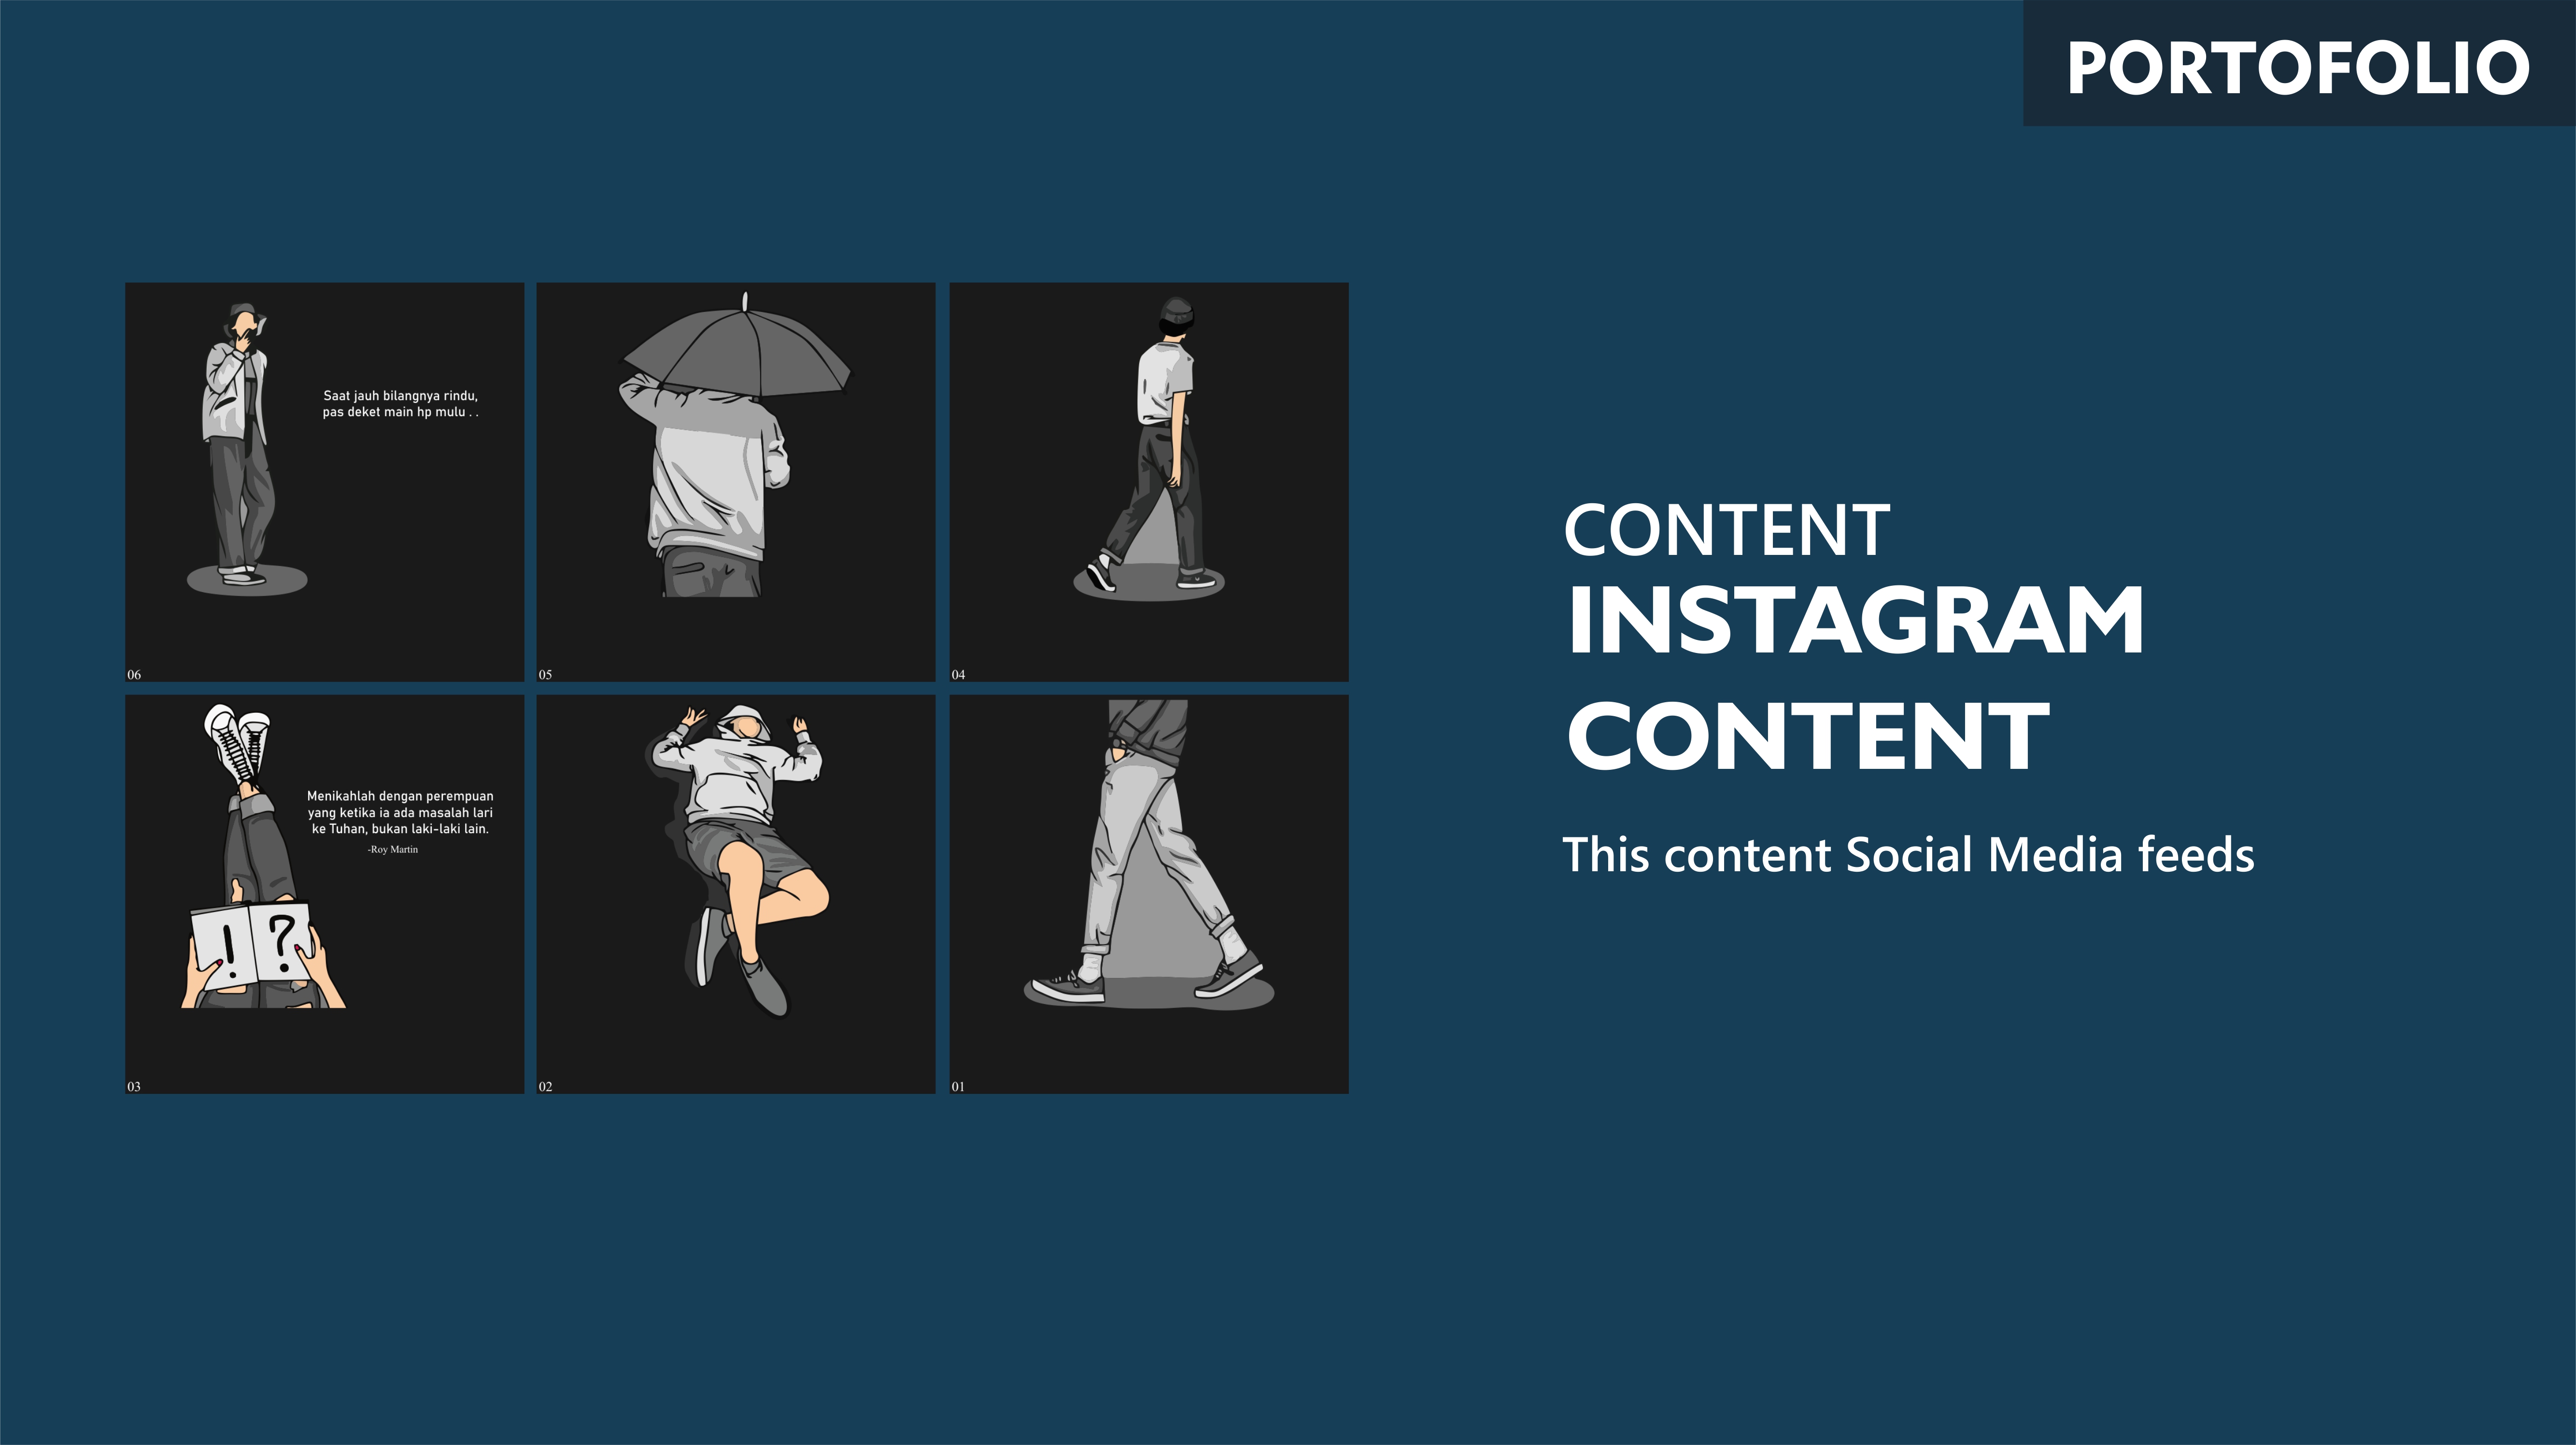 PORTOFOLIO
Saat jauh bilangnya rindu,
pas deket main hp mulu . .
06
05
04
Menikahlah dengan perempuan
yang ketika ia ada masalah lari
ke Tuhan, bukan laki-laki lain.
-Roy Martin
! ?
03
02
01
CONTENT
INSTAGRAM
CONTENT
This content Social Media feeds